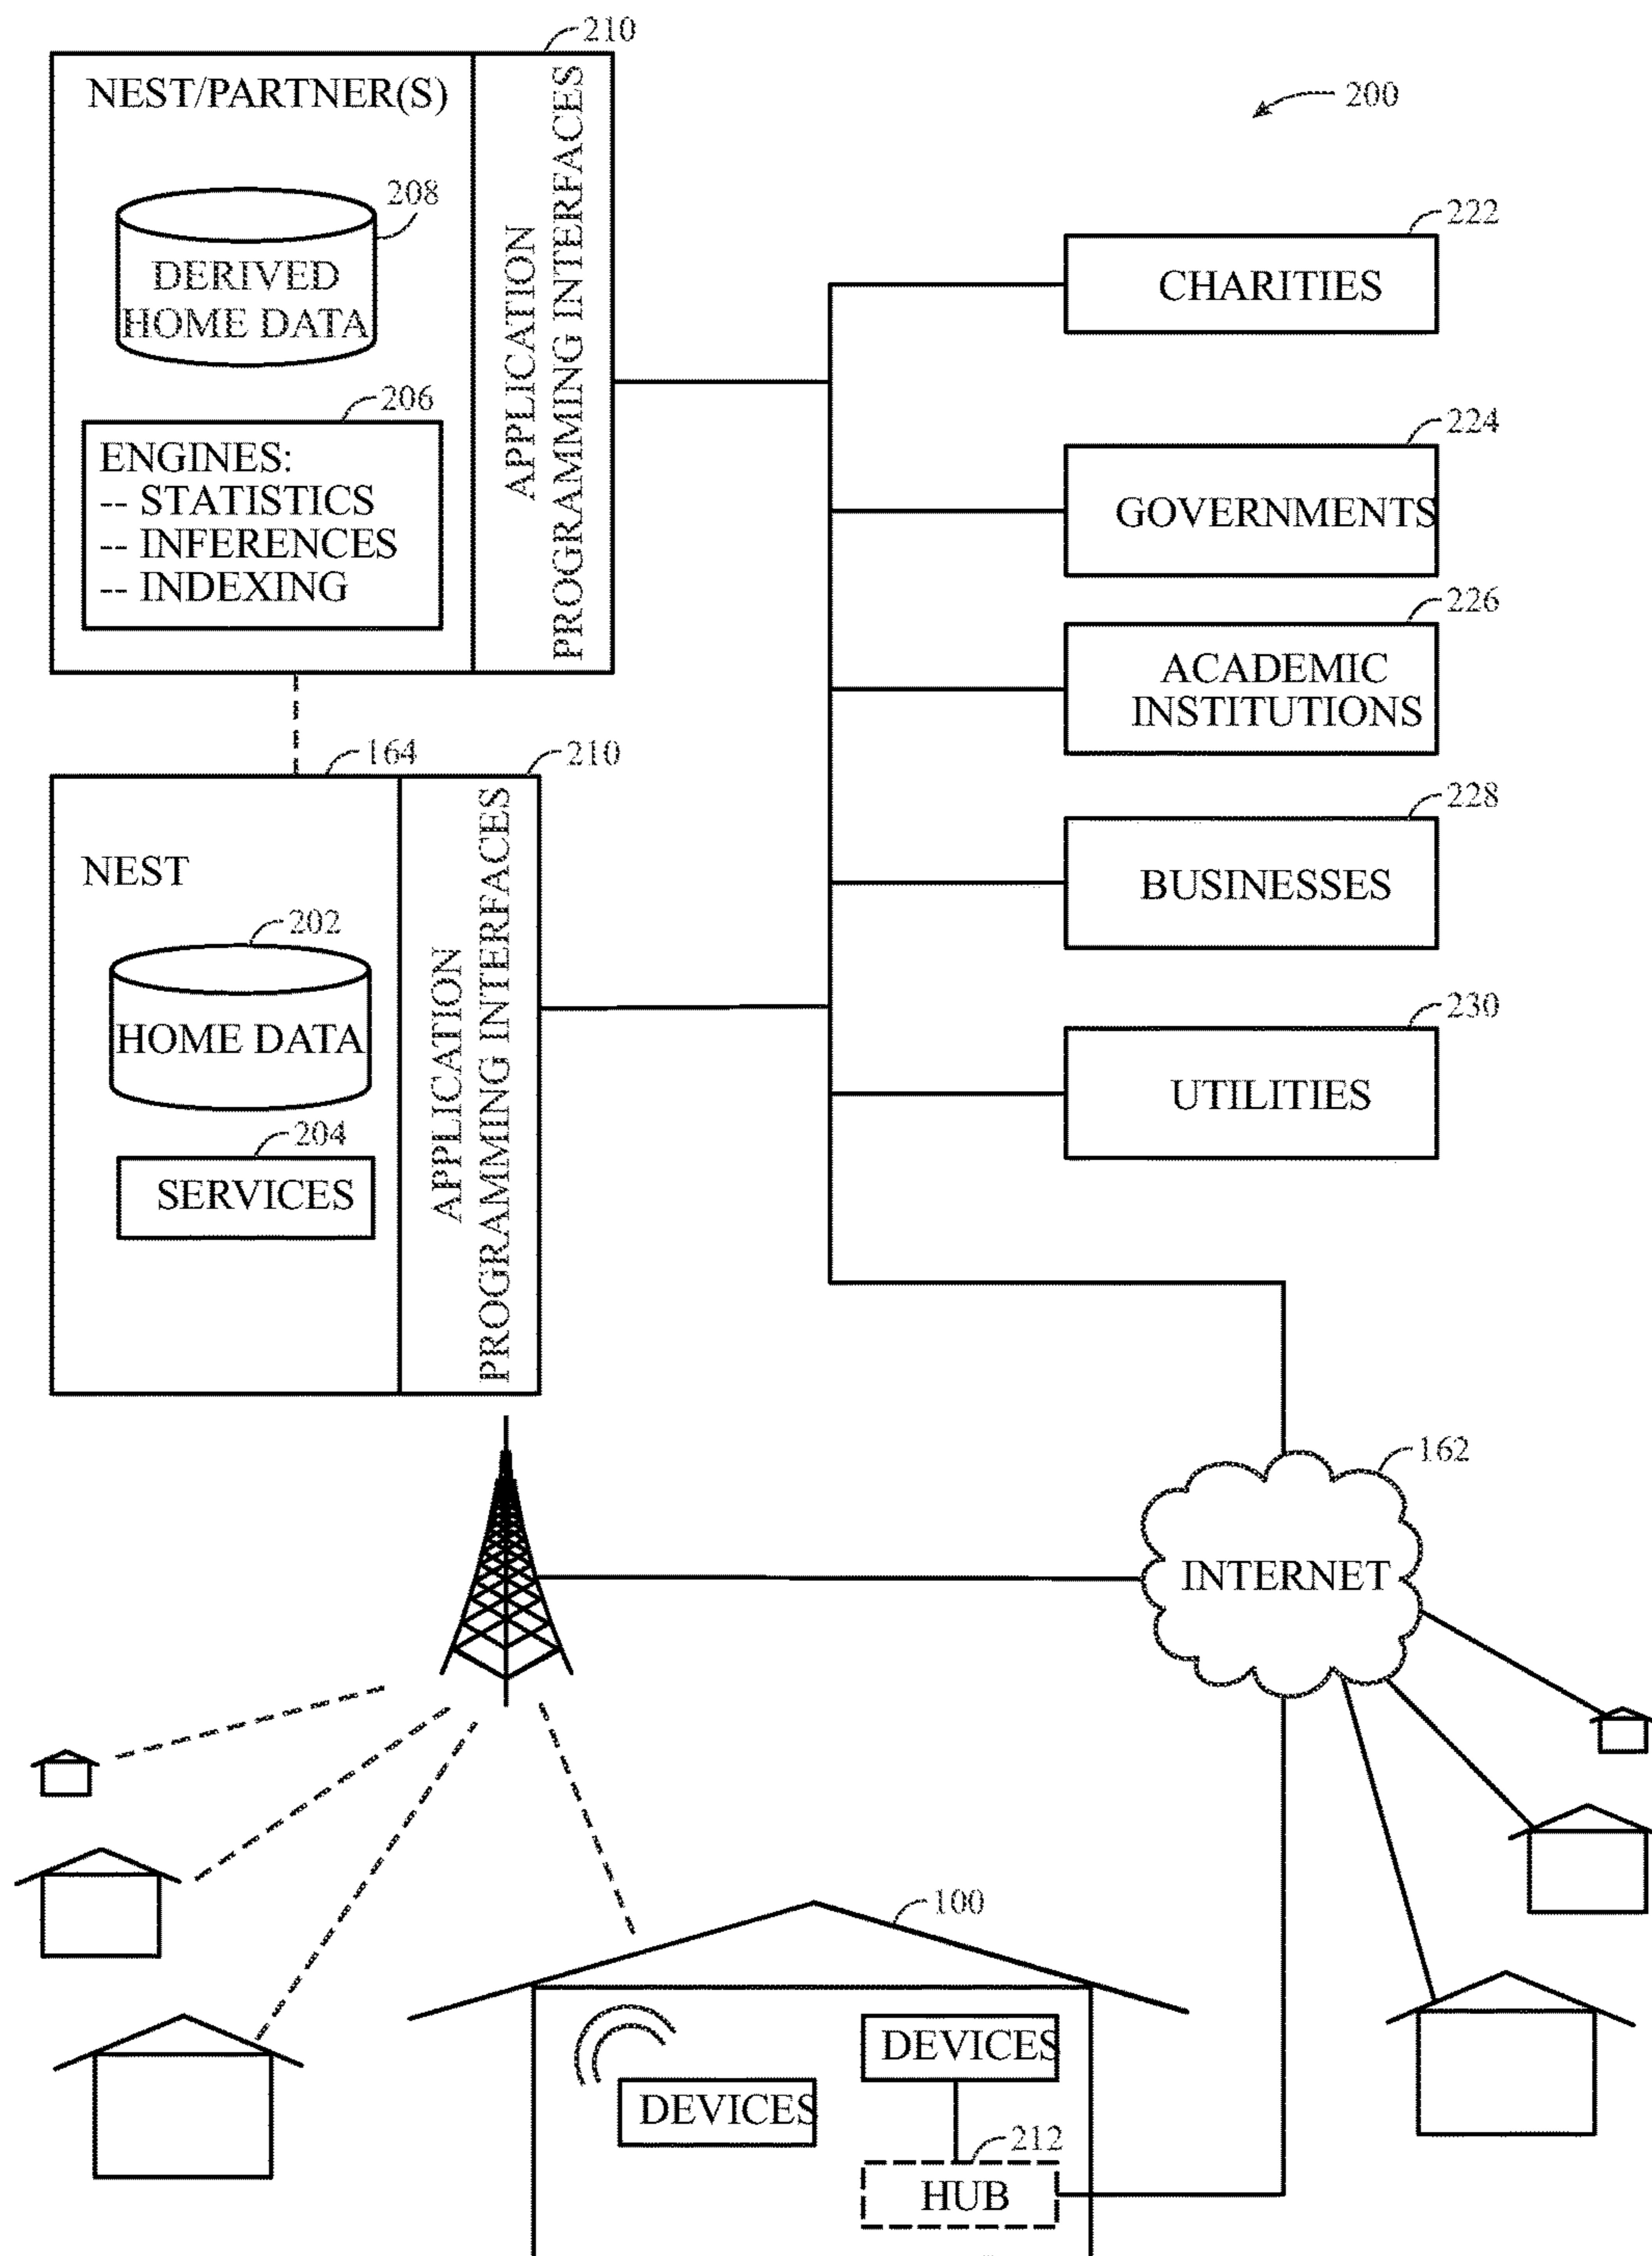 210
NEST/PARTNER(S)
APPLICATION
PROGRAMMING INTERFACES
200
208
DERIVED
HOME DATA
206
ENGINES:
-- STATISTICS
-- INFERENCES
-- INDEXING
222
CHARITIES
224
GOVERNMENTS
226
ACADEMIC
INSTITUTIONS
228
BUSINESSES
230
UTILITIES
164
210
NEST
APPLICATION
PROGRAMMING INTERFACES
202
HOME DATA
204
SERVICES
162
INTERNET
100
DEVICES
DEVICES
212
HUB